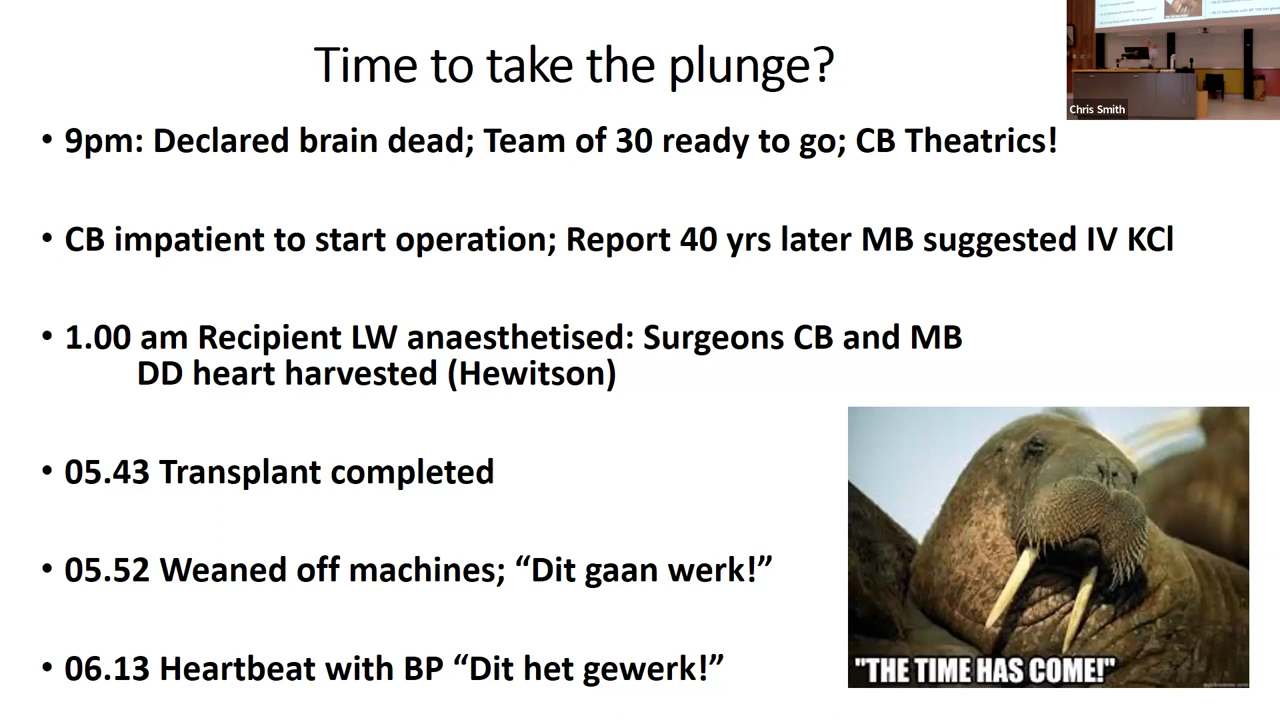 Time to take the plunge?
Chris Smith
• 9pm: Declared brain dead; Team of 30 ready to go; CB Theatrics!
• CB impatient to start operation; Report 40 yrs later MB suggested IV KCl
• 1.00 am Recipient LW anaesthetised: Surgeons CB and MB
DD heart harvested (Hewitson)
• 05.43 Transplant completed
• 05.52 Weaned off machines; “Dit gaan werk!”
• 06.13 Heartbeat with BP “Dit het gewerk!”
"THE TIME HAS COME!"